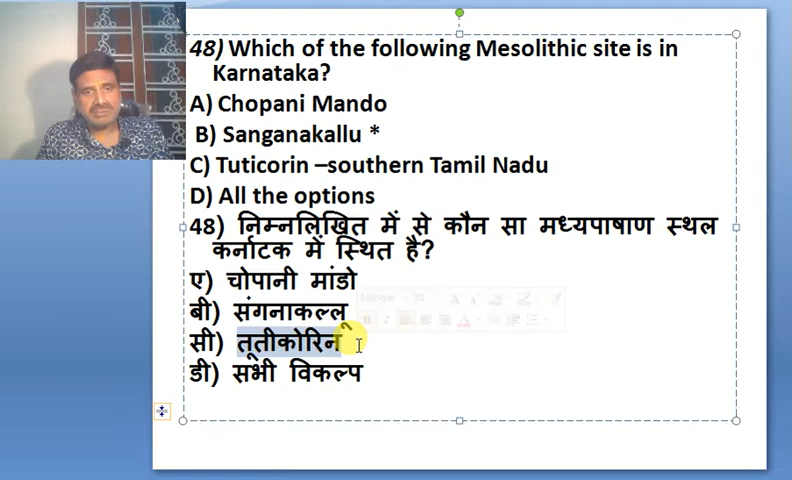 48) Which of the following Mesolithic site is in
Karnataka?
A) Chopani Mando
B) Sanganakallu *
C) Tuticorin –southern Tamil Nadu
D) All the options
48) निम्नलिखित में से कौन सा मध्यपाषाण स्थल
कर्नाटक में स्थित है?
ए) चोपानी मांडो
बी) संगनाकल्लू
सी) तूतीकोरिन
डी) सभी विकल्प